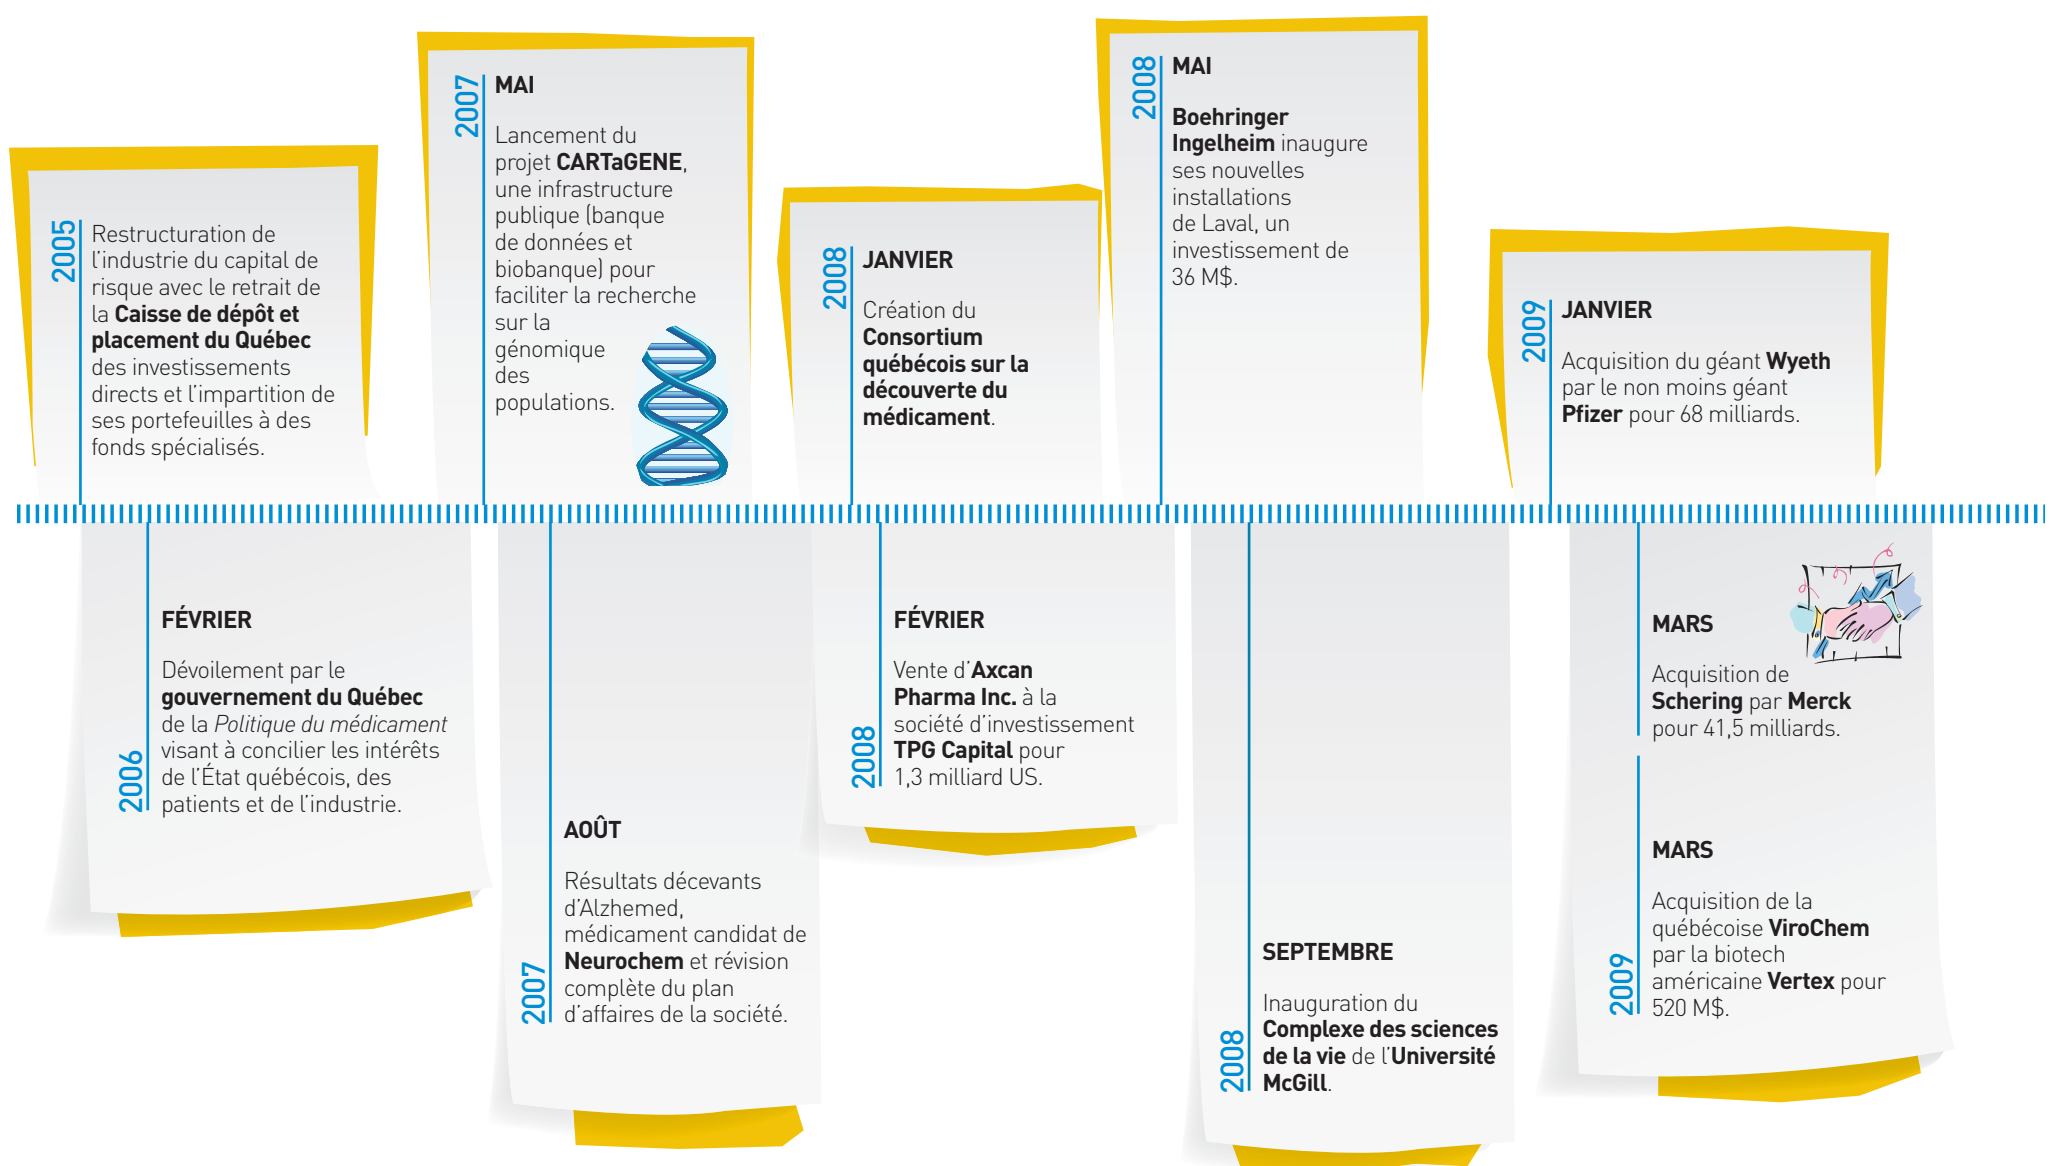 2005
Restructuration de
l'industrie du capital de
risque avec le retrait de
la Caisse de dépôt et
placement du Québec
des investissements
directs et l'impartition de
ses portefeuilles à des
fonds spécialisés.
FÉVRIER
Dévoilement par le
gouvernement du Québec
de la Politique du médicament
visant à concilier les intérêts
de l'État québécois, des
patients et de l'industrie.
2006
2007
MAI
Lancement du
projet CARTaGENE,
une infrastructure
publique (banque
de données et
biobanque) pour
faciliter la recherche
sur la
génomique
des
populations.
AOÛT
Résultats décevants
d'Alzhemed,
médicament candidat de
Neurochem et révision
complète du plan
d'affaires de la société.
2007
2008
JANVIER
Création du
Consortium
québécois sur la
découverte du
médicament.
FÉVRIER
Vente d'Axcan
Pharma Inc. à la
société d'investissement
TPG Capital pour
1,3 milliard US.
2008
2008
MAI
Boehringer
Ingelheim inaugure
ses nouvelles
installations
de Laval, un
investissement de
36 M$.
SEPTEMBRE
Inauguration du
Complexe des sciences
de la vie de l'Université
McGill.
2008
2009
JANVIER
Acquisition du géant Wyeth
par le non moins géant
Pfizer pour 68 milliards.
MARS
Acquisition de
Schering par Merck
pour 41,5 milliards.
MARS
Acquisition de la
québécoise ViroChem
par la biotech
américaine Vertex pour
520 M$.
2009